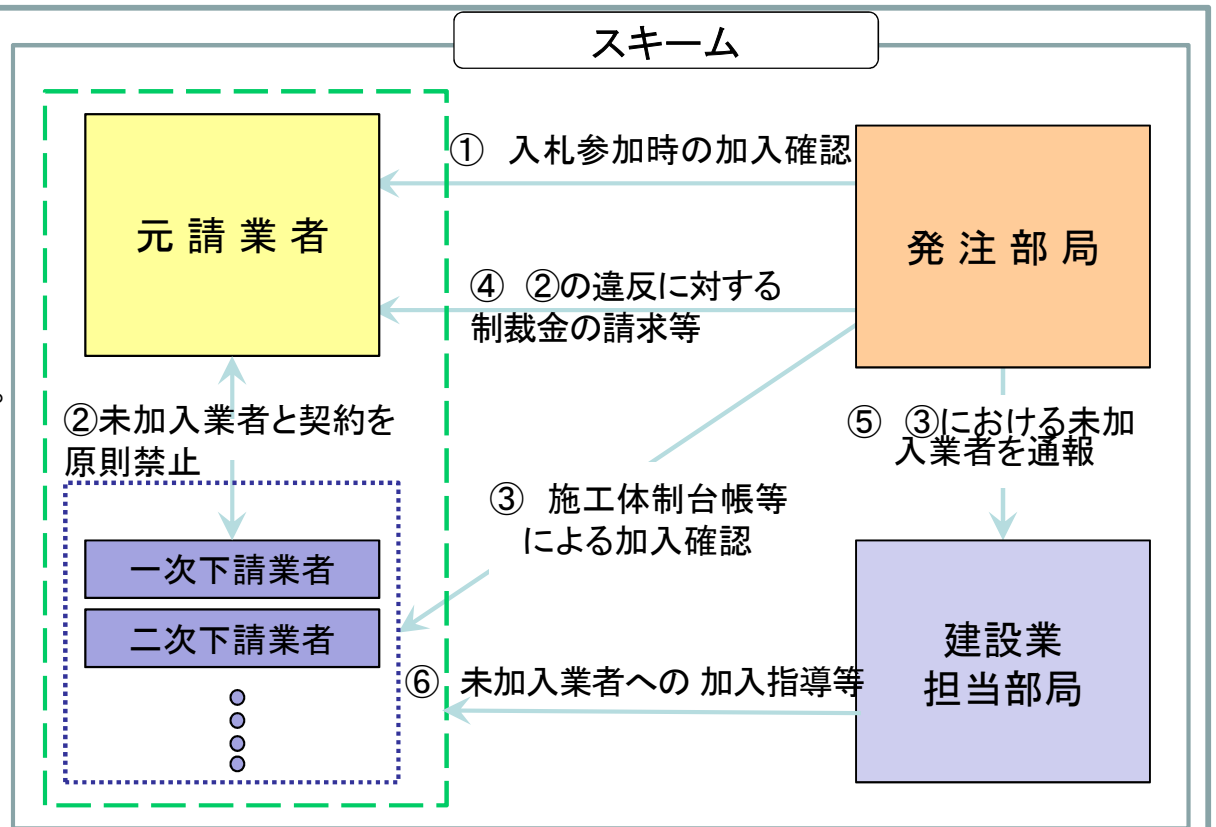 スキーム
元請業者
① 入札参加時の加入確認
発注部局
④ ②の違反に対する
制裁金の請求等
。
②未加入業者と契約を
原則禁止
⑤ ③における未加
入業者を通報
③ 施工体制台帳等
による加入確認
一次下請業者
二次下請業者
建設業
担当部局
⑥ 未加入業者への 加入指導等